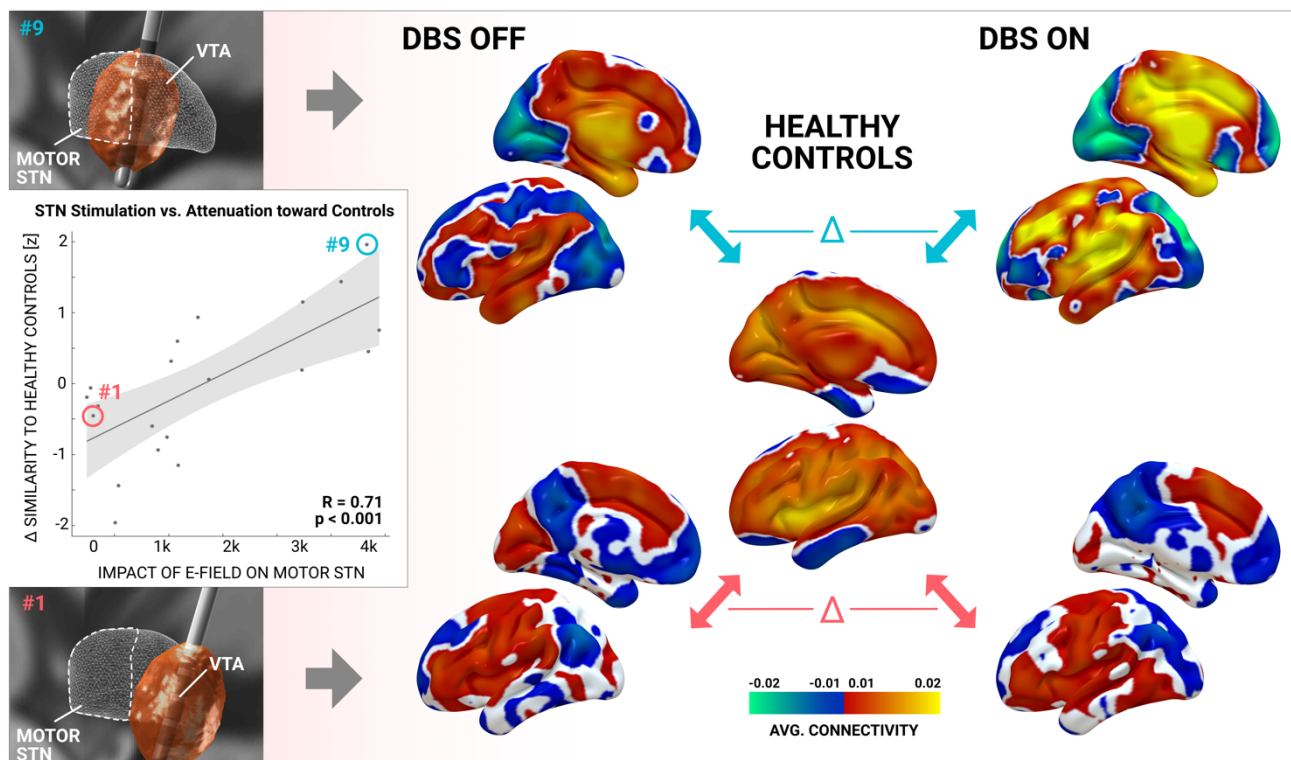 #9
VTA
MOTOR
STN
DBS OFF
DBS ON
HEALTHY
CONTROLS
Δ
STN Stimulation vs. Attenuation toward Controls
Δ SIMILARITY TO HEALTHY CONTROLS [z]
2
1
0
-1
-2
#9
#1
R = 0.71
p < 0.001
0 1k 2k 3k 4k
IMPACT OF E-FIELD ON MOTOR STN
#1
VTA
MOTOR
STN
Δ
-0.02 -0.01 0.01 0.02
AVG. CONNECTIVITY